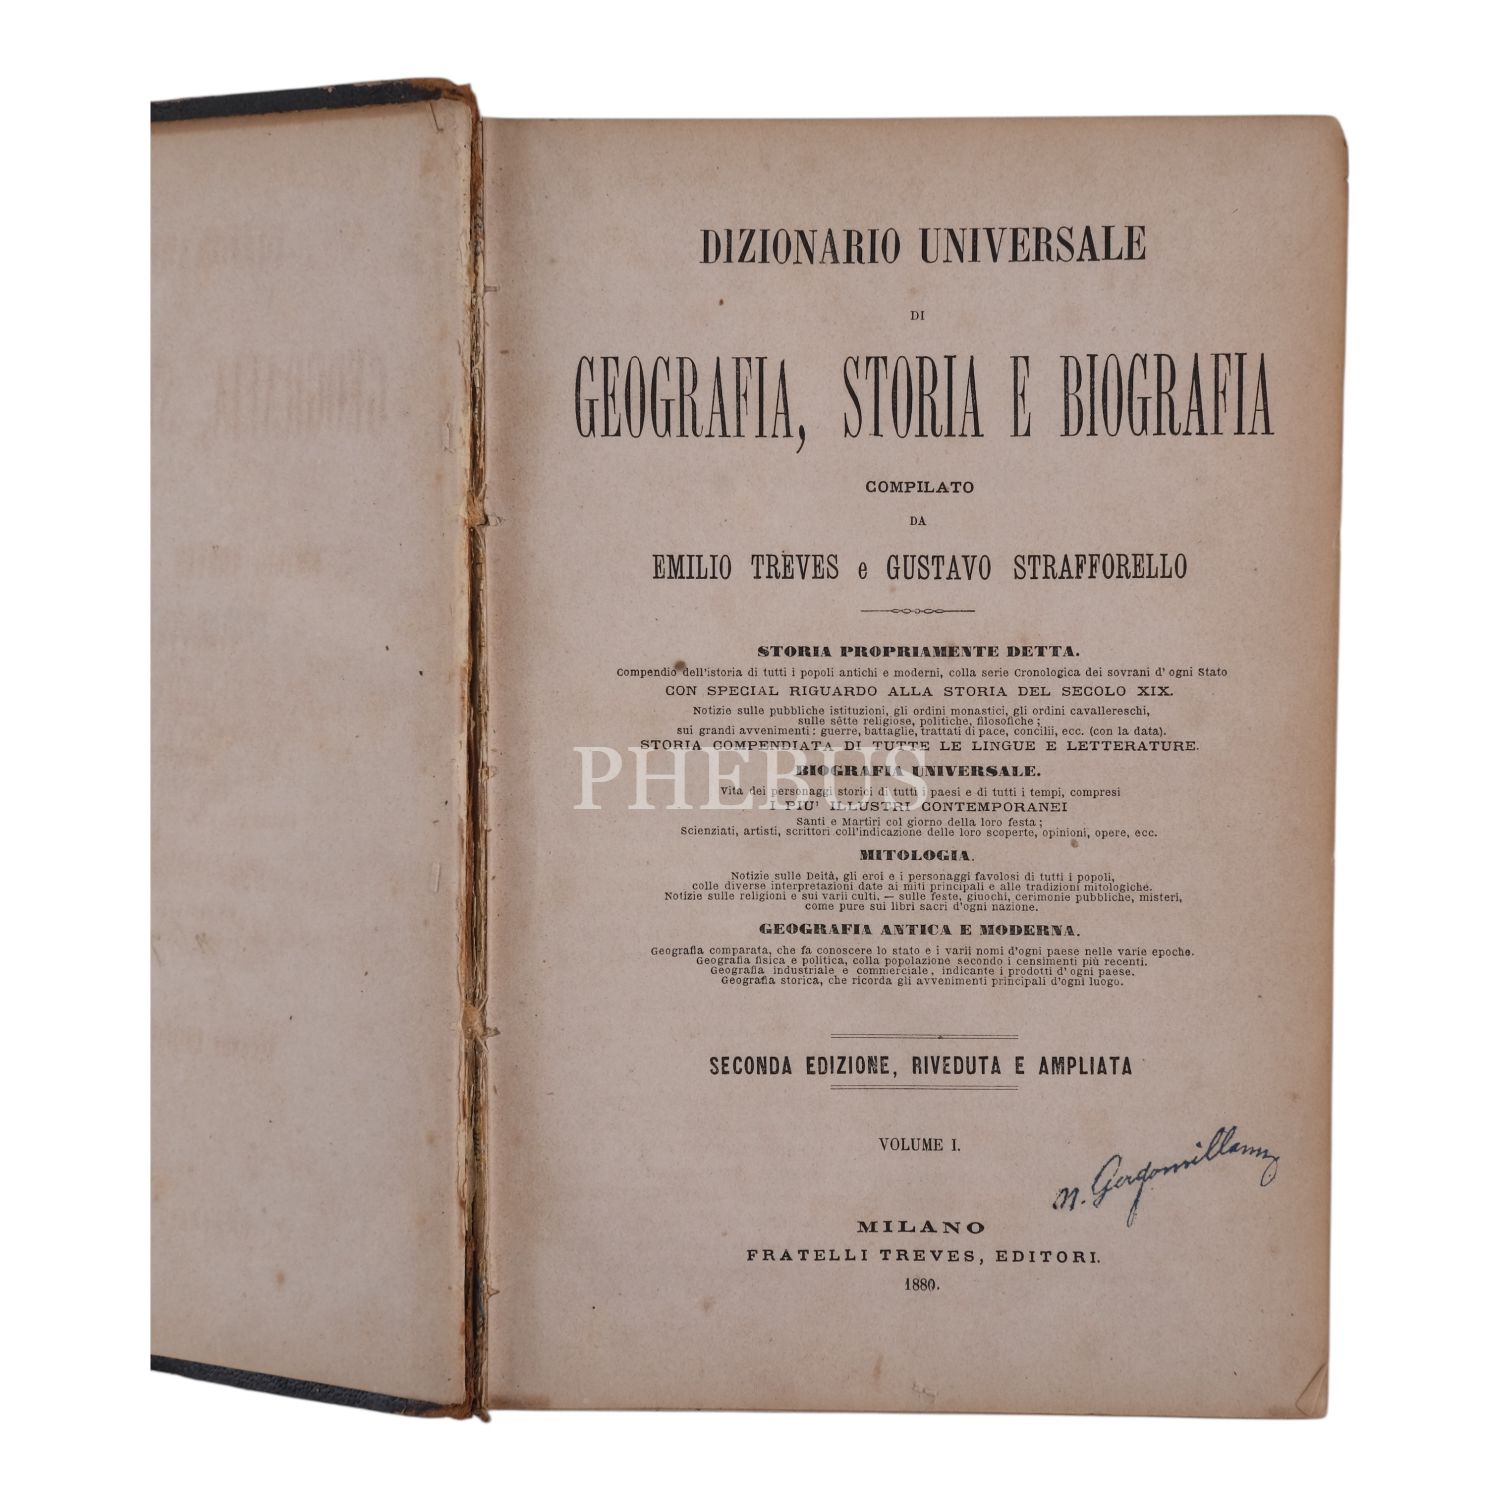 DIZIONARIO UNIVERSALE
DI
GEOGRAFIA, STORIA E BIOGRAFIA
COMPILATO
DA
EMILIO TREVES e GUSTAVO STRAFFORELLO
STORIA PROPRIAMENTE DETTA.
Compendio dell'istoria di tutti i popoli antichi e moderni, colla serie Cronologica dei sovrani d' ogni Stato
CON SPECIAL RIGUARDO ALLA STORIA DEL SECOLO XIX.
Notizie sulle pubbliche istituzioni, gli ordini monastici, gli ordini cavallereschi,
sulle sètte religiose, politiche, filosofiche;
sui grandi avvenimenti: guerre, battaglie, trattati di pace, concilii, ecc. (con la data).
STORIA COMPENDIATA DI TUTTE LE LINGUE E LETTERATURE.
PHEBUS
BIOGRAFIA UNIVERSALE.
Vita dei personaggi storici di tutti i paesi e di tutti i tempi, compresi
I PIU' ILLUSTRI CONTEMPORANEI
Santi e Martiri col giorno della loro festa;
Scienziati, artisti, scrittori coll'indicazione delle loro scoperte, opinioni, opere, ecc.
MITOLOGIA.
Notizie sulle Deità, gli eroi e i personaggi favolosi di tutti i popoli,
colle diverse interpretazioni date ai miti principali e alle tradizioni mitologiche.
Notizie sulle religioni e sui varii culti. — sulle feste, giuochi, cerimonie pubbliche, misteri,
come pure sui libri sacri d'ogni nazione.
GEOGRAFIA ANTICA E MODERNA.
Geografia comparata, che fa conoscere lo stato e i varii nomi d'ogni paese nelle varie epoche.
Geografia fisica e politica, colla popolazione secondo i censimenti più recenti.
Geografia industriale e commerciale, indicante i prodotti d' ogni paese.
Geografia storica, che ricorda gli avvenimenti principali d'ogni luogo.
SECONDA EDIZIONE, RIVEDUTA E AMPLIATA
VOLUME I.
MILANO
FRATELLI TREVES, EDITORI.
1880.